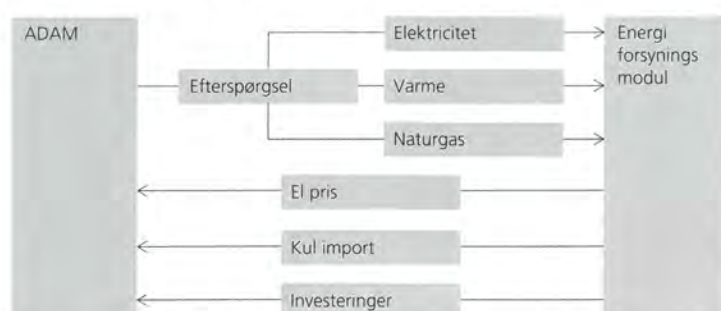 ADAM
Efterspørgsel
Elektricitet
Varme
Naturgas
Energi
forsynings
modul
El pris
Kul import
Investeringer